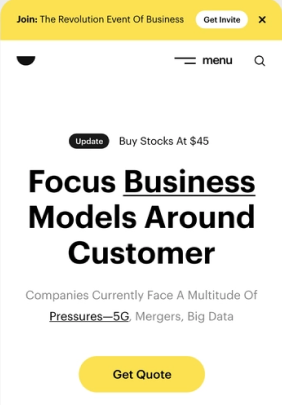 Join: The Revolution Event Of Business Get Invite
menu
Update Buy Stocks At $45
Focus Business
Models Around
Customer
Companies Currently Face A Multitude Of
Pressures—5G, Mergers, Big Data
Get Quote